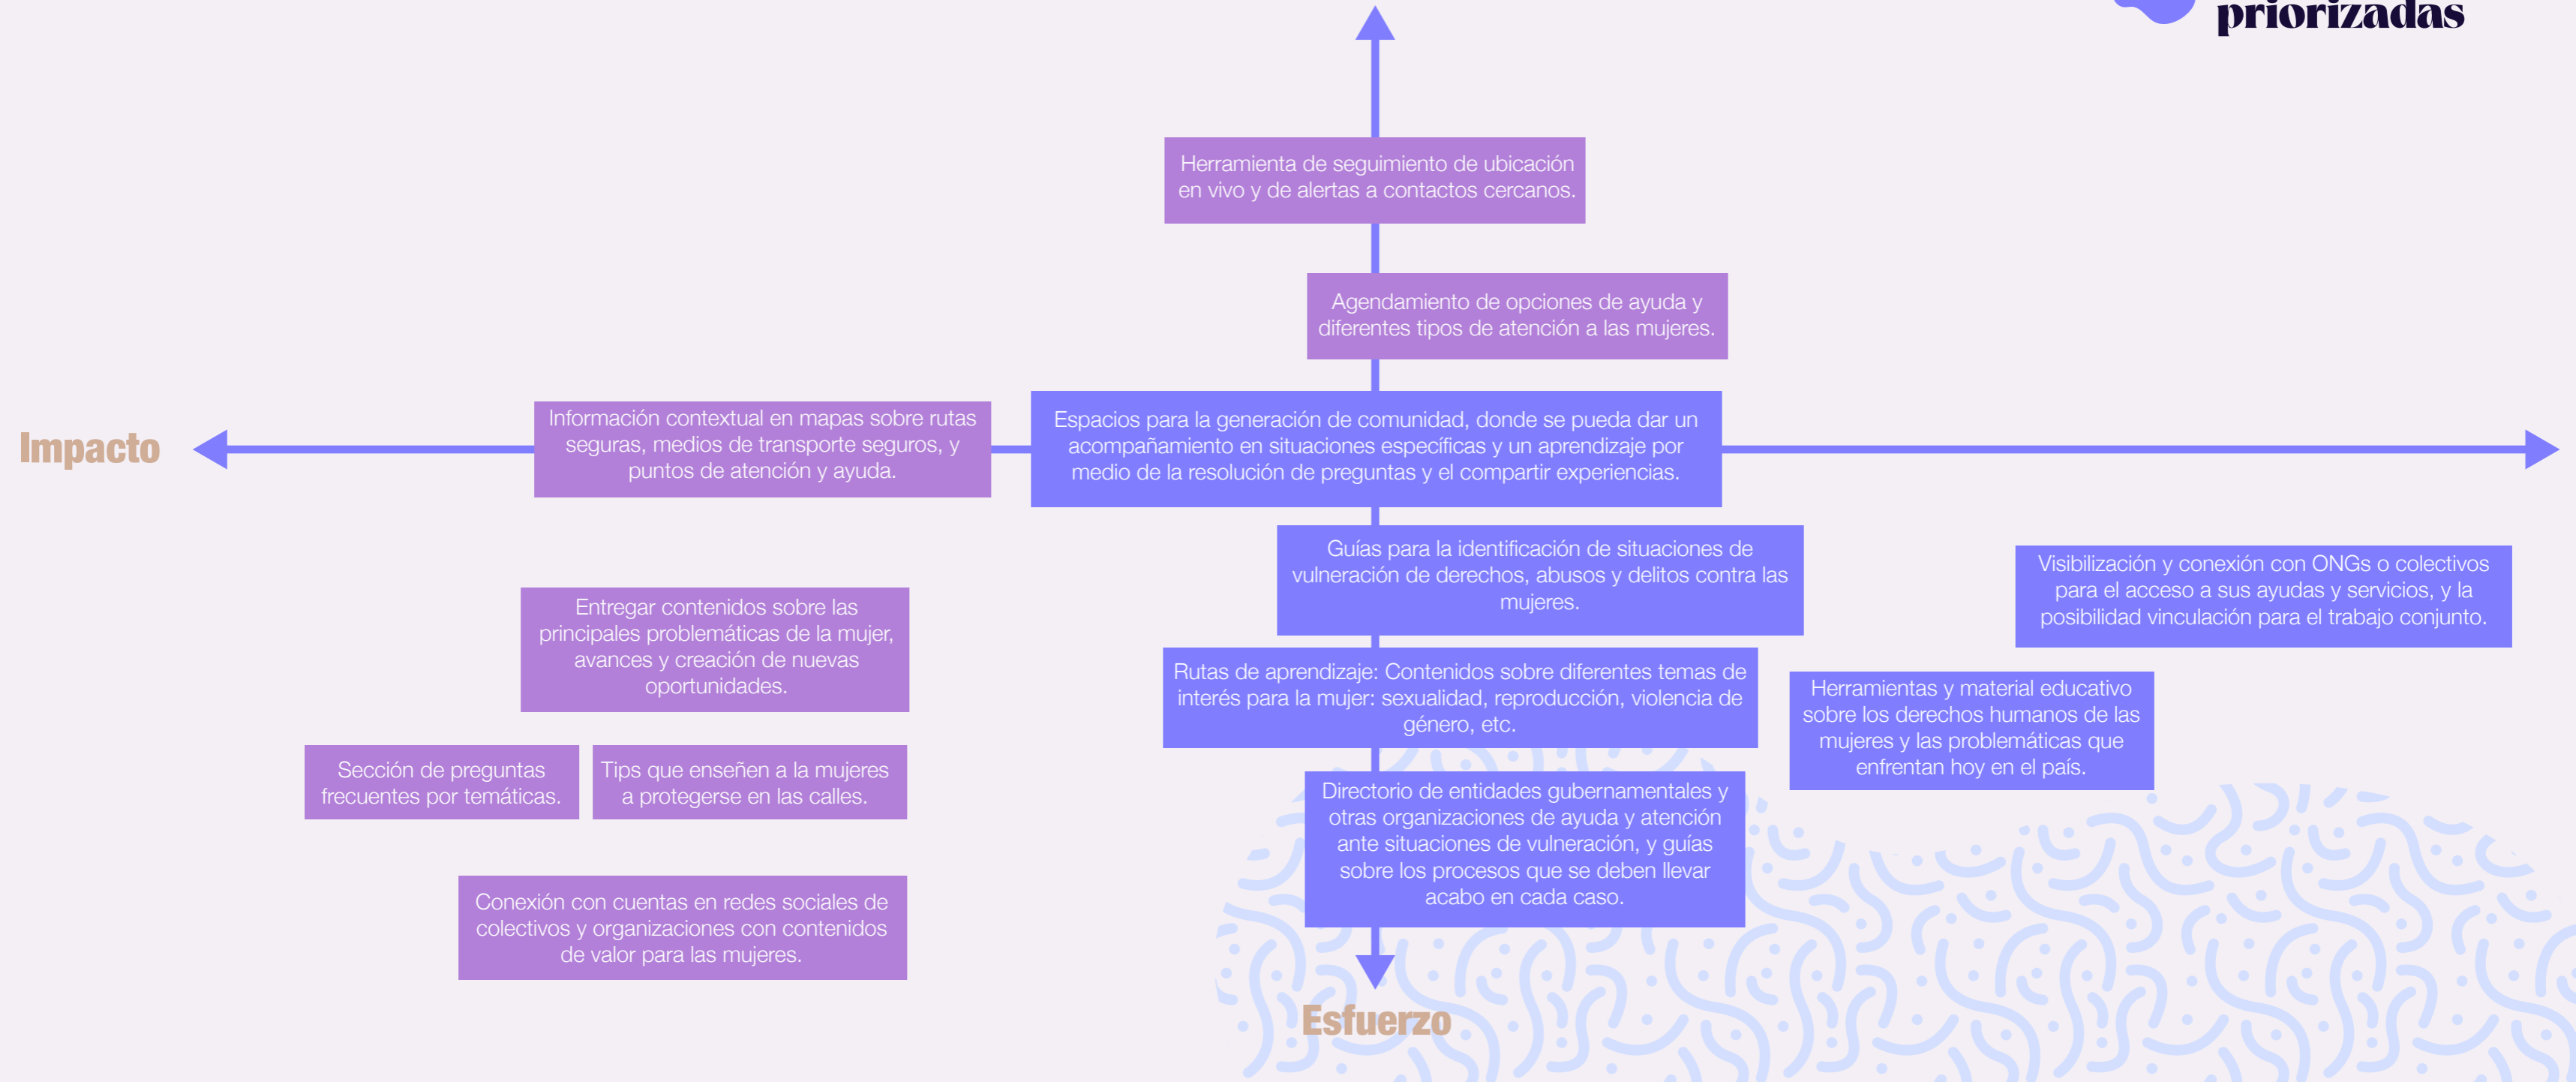 priorizadas
Herramienta de seguimiento de ubicación
en vivo y de alertas a contactos cercanos.
Agendamiento de opciones de ayuda y
diferentes tipos de atención a las mujeres.
Impacto
Información contextual en mapas sobre rutas
seguras, medios de transporte seguros, y
puntos de atención y ayuda.
Espacios para la generación de comunidad, donde se pueda dar un
acompañamiento en situaciones específicas y un aprendizaje por
medio de la resolución de preguntas y el compartir experiencias.
Guías para la identificación de situaciones de
vulneración de derechos, abusos y delitos contra las
mujeres.
Visibilización y conexión con ONGs o colectivos
para el acceso a sus ayudas y servicios, y la
posibilidad vinculación para el trabajo conjunto.
Entregar contenidos sobre las
principales problemáticas de la mujer,
avances y creación de nuevas
oportunidades.
Rutas de aprendizaje: Contenidos sobre diferentes temas de
interés para la mujer: sexualidad, reproducción, violencia de
género, etc.
Herramientas y material educativo
sobre los derechos humanos de las
mujeres y las problemáticas que
enfrentan hoy en el país.
Sección de preguntas
frecuentes por temáticas.
Tips que enseñen a la mujeres
a protegerse en las calles.
Directorio de entidades gubernamentales y
otras organizaciones de ayuda y atención
ante situaciones de vulneración, y guías
sobre los procesos que se deben llevar
acabo en cada caso.
Conexión con cuentas en redes sociales de
colectivos y organizaciones con contenidos
de valor para las mujeres.
Esfuerzo